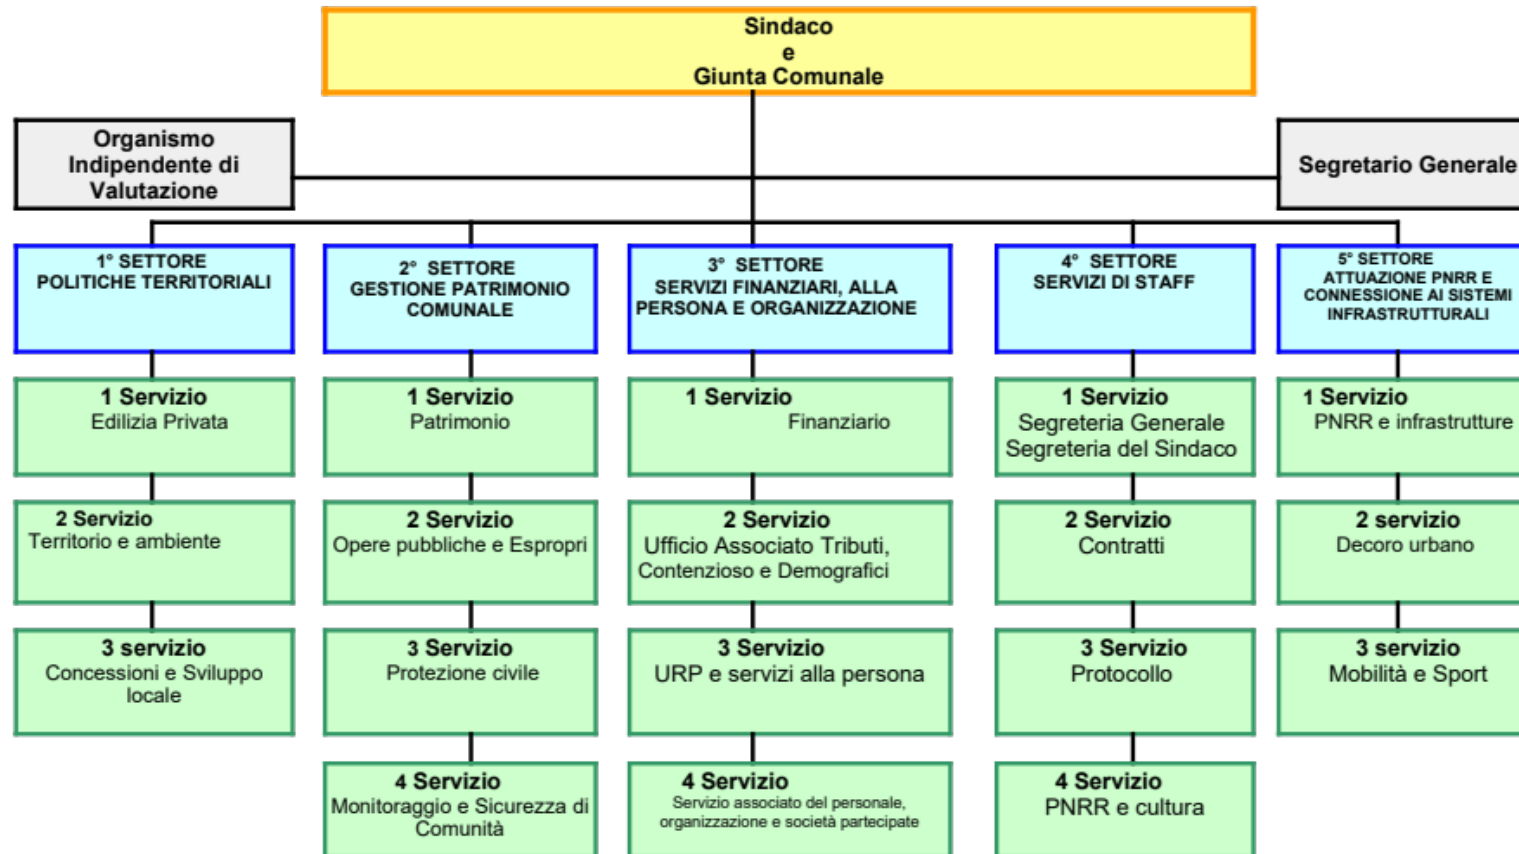 Sindaco
e
Giunta Comunale
Organismo
Indipendente di
Valutazione
Segretario Generale
1° SETTORE
POLITICHE TERRITORIALI
2° SETTORE
GESTIONE PATRIMONIO
COMUNALE
3° SETTORE
SERVIZI FINANZIARI, ALLA
PERSONA E ORGANIZZAZIONE
4° SETTORE
SERVIZI DI STAFF
5° SETTORE
ATTUAZIONE PNRR E
CONNESSIONE AI SISTEMI
INFRASTRUTTURALI
1 Servizio
Edilizia Privata
1 Servizio
Patrimonio
1 Servizio
Finanziario
1 Servizio
Segreteria Generale
Segreteria del Sindaco
1 Servizio
PNRR e infrastrutture
2 Servizio
Territorio e ambiente
2 Servizio
Opere pubbliche e Espropri
2 Servizio
Ufficio Associato Tributi,
Contenzioso e Demografici
2 Servizio
Contratti
2 servizio
Decoro urbano
3 servizio
Concessioni e Sviluppo
locale
3 Servizio
Protezione civile
3 Servizio
URP e servizi alla persona
3 Servizio
Protocollo
3 servizio
Mobilità e Sport
4 Servizio
Monitoraggio e Sicurezza di
Comunità
4 Servizio
Servizio associato del personale,
organizzazione e società partecipate
4 Servizio
PNRR e cultura